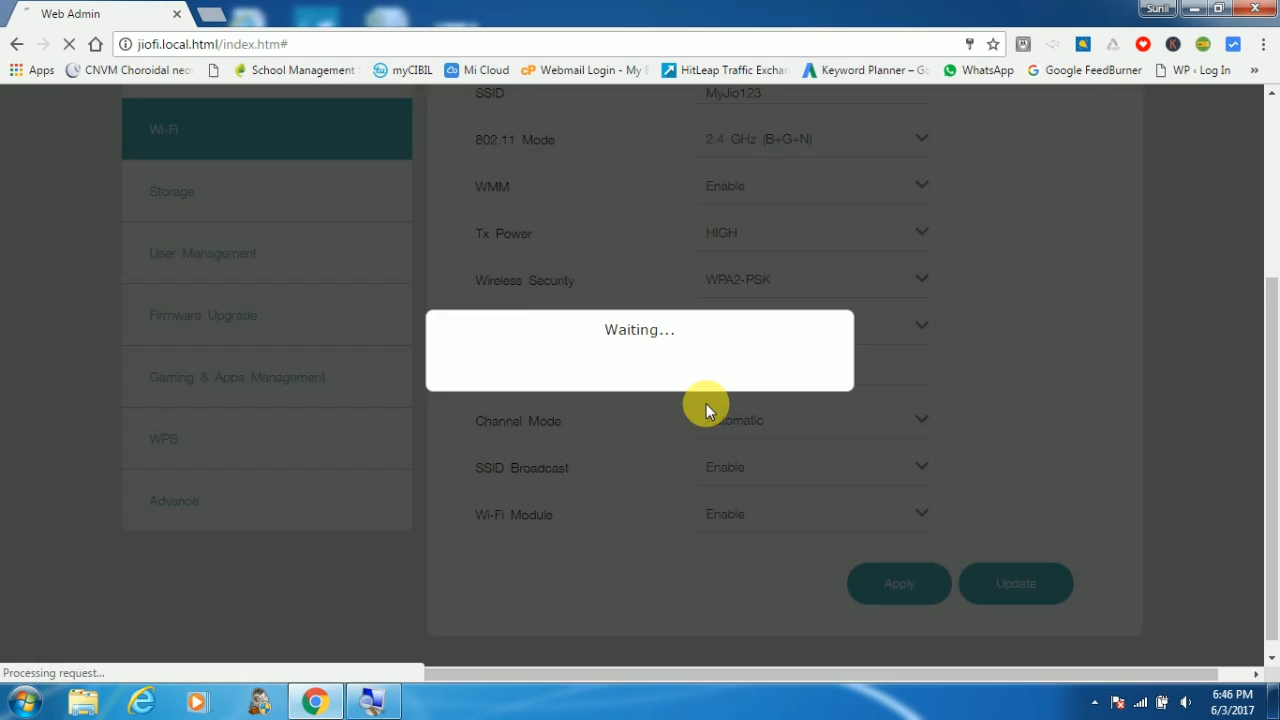 Web Admin
Sunil
jiofi.local.html/index.htm#
Apps CNVM Choroidal neo School Management myCIBIL Mi Cloud Webmail Login - My E HitLeap Traffic Exchan Keyword Planner – Go WhatsApp Google FeedBurner WP ‹ Log In »
SSID MyJio123
Wi-Fi
802.11 Mode 2.4 GHz (B+G+N)
WMM Enable
Storage
Tx Power HIGH
User Management
Wireless Security WPA2-PSK
Firmware Upgrade
Waiting...
Gaming & Apps Management
Channel Mode tomatic
WPS
SSID Broadcast Enable
Advance
Wi-Fi Module Enable
Apply Update
Processing request...
6:46 PM
6/3/2017